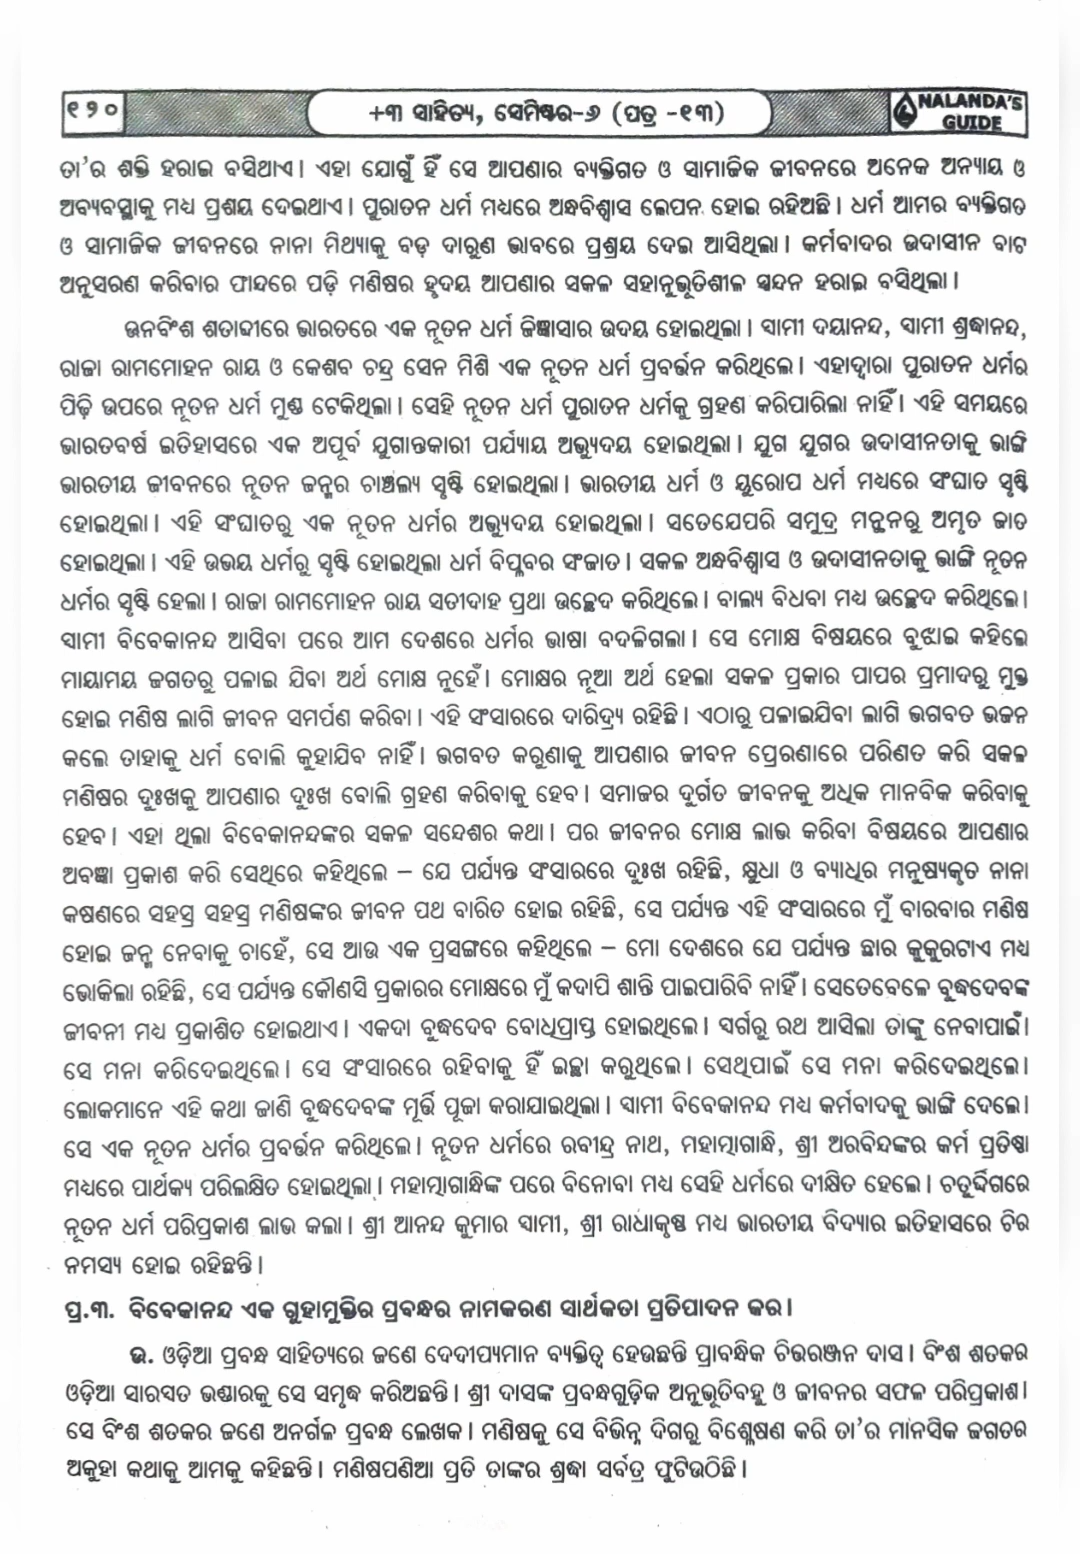 ୧୨୦
+୩ ସାହିତ୍ୟ, ସେମିଷ୍ଟର-୬ (ପତ୍ର -୧୩)
NALANDA'S
GUIDE
ତା'ର ଶକ୍ତି ହରାଇ ବସିଥାଏ। ଏହା ଯୋଗୁଁ ହିଁ ସେ ଆପଣାର ବ୍ୟକ୍ତିଗତ ଓ ସାମାଜିକ ଜୀବନରେ ଅନେକ ଅନ୍ୟାୟ ଓ
ଅବ୍ୟବସ୍ଥାକୁ ମଧ୍ୟ ପ୍ରଶୟ ଦେଇଥାଏ। ପୁରାତନ ଧର୍ମ ମଧ୍ୟରେ ଅନ୍ଧବିଶ୍ୱାସ ଲେପନ ହୋଇ ରହିଅଛି। ଧର୍ମ ଆମର ବ୍ୟକ୍ତିଗତ
ଓ ସାମାଜିକ ଜୀବନରେ ନାନା ମିଥ୍ୟାକୁ ବଡ଼ ଦାରୁଣ ଭାବରେ ପ୍ରଶ୍ରୟ ଦେଇ ଆସିଥିଲା। କର୍ମବାଦର ଉଦାସୀନ ବାଟ
ଅନୁସରଣ କରିବାର ଫାନ୍ଦରେ ପଡ଼ି ମଣିଷର ହୃଦୟ ଆପଣାର ସକଳ ସହାନୁଭୂତିଶୀଳ ସ୍ପନ୍ଦନ ହରାଇ ବସିଥିଲା।
ଊନବିଂଶ ଶତାବ୍ଦୀରେ ଭାରତରେ ଏକ ନୂତନ ଧର୍ମ ଜିଜ୍ଞାସାର ଉଦୟ ହୋଇଥିଲା। ସ୍ୱାମୀ ଦୟାନନ୍ଦ, ସ୍ୱାମୀ ଶ୍ରଦ୍ଧାନନ୍ଦ,
ରାଜା ରାମମୋହନ ରାୟ ଓ କେଶବ ଚନ୍ଦ୍ର ସେନ ମିଶି ଏକ ନୂତନ ଧର୍ମ ପ୍ରବର୍ତ୍ତନ କରିଥିଲେ। ଏହାଦ୍ୱାରା ପୁରାତନ ଧର୍ମର
ପିଢ଼ି ଉପରେ ନୂତନ ଧର୍ମ ମୁଣ୍ଡ ଟେକିଥିଲା। ସେହି ନୂତନ ଧର୍ମ ପୁରାତନ ଧର୍ମକୁ ଗ୍ରହଣ କରିପାରିଲା ନାହିଁ। ଏହି ସମୟରେ
ଭାରତବର୍ଷ ଇତିହାସରେ ଏକ ଅପୂର୍ବ ଯୁଗାନ୍ତକାରୀ ପର୍ଯ୍ୟାୟ ଅଭ୍ୟୁଦୟ ହୋଇଥିଲା। ଯୁଗ ଯୁଗର ଉଦାସୀନତାକୁ ଭାଙ୍ଗି
ଭାରତୀୟ ଜୀବନରେ ନୂତନ ଜନ୍ମର ଚାଞ୍ଚଲ୍ୟ ସୃଷ୍ଟି ହୋଇଥିଲା। ଭାରତୀୟ ଧର୍ମ ଓ ୟୁରୋପ ଧର୍ମ ମଧ୍ୟରେ ସଂଘାତ ସୃଷ୍ଟି
ହୋଇଥିଲା। ଏହି ସଂଘାତରୁ ଏକ ନୂତନ ଧର୍ମର ଅଭ୍ୟୁଦୟ ହୋଇଥିଲା। ସତେଯେପରି ସମୁଦ୍ର ମନ୍ଥନରୁ ଅମୃତ ଜାତ
ହୋଇଥିଲା। ଏହି ଉଭୟ ଧର୍ମରୁ ସୃଷ୍ଟି ହୋଇଥିଲା ଧର୍ମ ବିପ୍ଲବର ସଂଜାତ। ସକଳ ଅନ୍ଧବିଶ୍ୱାସ ଓ ଉଦାସୀନତାକୁ ଭାଙ୍ଗି ନୂତନ
ଧର୍ମର ସୃଷ୍ଟି ହେଲା। ରାଜା ରାମମୋହନ ରାୟ ସତୀଦାହ ପ୍ରଥା ଉଚ୍ଛେଦ କରିଥିଲେ। ବାଲ୍ୟ ବିଧବା ମଧ୍ୟ ଉଚ୍ଛେଦ କରିଥିଲେ।
ସ୍ୱାମୀ ବିବେକାନନ୍ଦ ଆସିବା ପରେ ଆମ ଦେଶରେ ଧର୍ମର ଭାଷା ବଦଳିଗଲା। ସେ ମୋକ୍ଷ ବିଷୟରେ ବୁଝାଇ କହିଲେ
ମାୟାମୟ ଜଗତରୁ ପଳାଇ ଯିବା ଅର୍ଥ ମୋକ୍ଷ ନୁହେଁ। ମୋକ୍ଷର ନୂଆ ଅର୍ଥ ହେଲା ସକଳ ପ୍ରକାର ପାପର ପ୍ରମାଦରୁ ମୁକ୍ତ
ହୋଇ ମଣିଷ ଲାଗି ଜୀବନ ସମର୍ପଣ କରିବା। ଏହି ସଂସାରରେ ଦାରିଦ୍ର୍ୟ ରହିଛି। ଏଠାରୁ ପଳାଇଯିବା ଲାଗି ଭଗବତ ଭଜନ
କଲେ ତାହାକୁ ଧର୍ମ ବୋଲି କୁହାଯିବ ନାହିଁ। ଭଗବତ କରୁଣାକୁ ଆପଣାର ଜୀବନ ପ୍ରେରଣାରେ ପରିଣତ କରି ସକଳ
ମଣିଷର ଦୁଃଖକୁ ଆପଣାର ଦୁଃଖ ବୋଲି ଗ୍ରହଣ କରିବାକୁ ହେବ। ସମାଜର ଦୁର୍ଗତ ଜୀବନକୁ ଅଧିକ ମାନବିକ କରିବାକୁ
ହେବ। ଏହା ଥିଲା ବିବେକାନନ୍ଦଙ୍କର ସକଳ ସନ୍ଦେଶର କଥା। ପର ଜୀବନର ମୋକ୍ଷ ଲାଭ କରିବା ବିଷୟରେ ଆପଣାର
ଅବଜ୍ଞା ପ୍ରକାଶ କରି ସେଥିରେ କହିଥିଲେ – ଯେ ପର୍ଯ୍ୟନ୍ତ ସଂସାରରେ ଦୁଃଖ ରହିଛି, କ୍ଷୁଧା ଓ ବ୍ୟାଧିର ମନୁଷ୍ୟକୃତ ନାନା
କଷଣରେ ସହସ୍ର ସହସ୍ର ମଣିଷଙ୍କର ଜୀବନ ପଥ ବାରିତ ହୋଇ ରହିଛି, ସେ ପର୍ଯ୍ୟନ୍ତ ଏହି ସଂସାରରେ ମୁଁ ବାରବାର ମଣିଷ
ହୋଇ ଜନ୍ମ ନେବାକୁ ଚାହେଁ, ସେ ଆଉ ଏକ ପ୍ରସଙ୍ଗରେ କହିଥିଲେ – ମୋ ଦେଶରେ ଯେ ପର୍ଯ୍ୟନ୍ତ ଛାର କୁକୁରଟାଏ ମଧ୍ୟ
ଭୋକିଲା ରହିଛି, ସେ ପର୍ଯ୍ୟନ୍ତ କୌଣସି ପ୍ରକାରର ମୋକ୍ଷରେ ମୁଁ କଦାପି ଶାନ୍ତି ପାଇପାରିବି ନାହିଁ। ସେତେବେଳେ ବୁଦ୍ଧଦେବଙ୍କ
ଜୀବନୀ ମଧ୍ୟ ପ୍ରକାଶିତ ହୋଇଥାଏ। ଏକଦା ବୁଦ୍ଧଦେବ ବୋଧିପ୍ରାପ୍ତ ହୋଇଥିଲେ। ସର୍ଗରୁ ରଥ ଆସିଲା ତାଙ୍କୁ ନେବାପାଇଁ।
ସେ ମନା କରିଦେଇଥିଲେ। ସେ ସଂସାରରେ ରହିବାକୁ ହିଁ ଇଚ୍ଛା କରୁଥିଲେ। ସେଥିପାଇଁ ସେ ମନା କରିଦେଇଥିଲେ।
ଲୋକମାନେ ଏହି କଥା ଜାଣି ବୁଦ୍ଧଦେବଙ୍କ ମୂର୍ତ୍ତି ପୂଜା କରାଯାଇଥିଲା। ସ୍ୱାମୀ ବିବେକାନନ୍ଦ ମଧ୍ୟ କର୍ମବାଦକୁ ଭାଙ୍ଗି ଦେଲେ।
ସେ ଏକ ନୂତନ ଧର୍ମର ପ୍ରବର୍ତ୍ତନ କରିଥିଲେ। ନୂତନ ଧର୍ମରେ ରବୀନ୍ଦ୍ର ନାଥ, ମହାତ୍ମାଗାନ୍ଧି, ଶ୍ରୀ ଅରବିନ୍ଦଙ୍କର କର୍ମ ପ୍ରତିଷ୍ଠା
ମଧ୍ୟରେ ପାର୍ଥକ୍ୟ ପରିଲକ୍ଷିତ ହୋଇଥିଲା। ମହାତ୍ମାଗାନ୍ଧିଙ୍କ ପରେ ବିନୋବା ମଧ୍ୟ ସେହି ଧର୍ମରେ ଦୀକ୍ଷିତ ହେଲେ। ଚତୁର୍ଦ୍ଦିଗରେ
ନୂତନ ଧର୍ମ ପରିପ୍ରକାଶ ଲାଭ କଲା। ଶ୍ରୀ ଆନନ୍ଦ କୁମାର ସ୍ୱାମୀ, ଶ୍ରୀ ରାଧାକୃଷ୍ଣ ମଧ୍ୟ ଭାରତୀୟ ବିଦ୍ୟାର ଇତିହାସରେ ଚିର
ନମସ୍ୟ ହୋଇ ରହିଛନ୍ତି।
ପ୍ର.୩. ବିବେକାନନ୍ଦ ଏକ ଗୁହାମୁକ୍ତିର ପ୍ରବନ୍ଧର ନାମକରଣ ସାର୍ଥକତା ପ୍ରତିପାଦନ କର।
ଉ. ଓଡ଼ିଆ ପ୍ରବନ୍ଧ ସାହିତ୍ୟରେ ଜଣେ ଦେଦୀପ୍ୟମାନ ବ୍ୟକ୍ତିତ୍ୱ ହେଉଛନ୍ତି ପ୍ରାବନ୍ଧିକ ଚିତ୍ତରଞ୍ଜନ ଦାସ। ବିଂଶ ଶତକର
ଓଡ଼ିଆ ସାରସତ ଭଣ୍ଡାରକୁ ସେ ସମୃଦ୍ଧ କରିଅଛନ୍ତି। ଶ୍ରୀ ଦାସଙ୍କ ପ୍ରବନ୍ଧଗୁଡ଼ିକ ଅନୁଭୂତିବହୁ ଓ ଜୀବନର ସଫଳ ପରିପ୍ରକାଶ।
ସେ ବିଂଶ ଶତକର ଜଣେ ଅନର୍ଗଳ ପ୍ରବନ୍ଧ ଲେଖକ। ମଣିଷକୁ ସେ ବିଭିନ୍ନ ଦିଗରୁ ବିଶ୍ଳେଷଣ କରି ତା'ର ମାନସିକ ଜଗତର
ଅକୁହା କଥାକୁ ଆମକୁ କହିଛନ୍ତି। ମଣିଷପଣିଆ ପ୍ରତି ତାଙ୍କର ଶ୍ରଦ୍ଧା ସର୍ବତ୍ର ଫୁଟିଉଠିଛି।